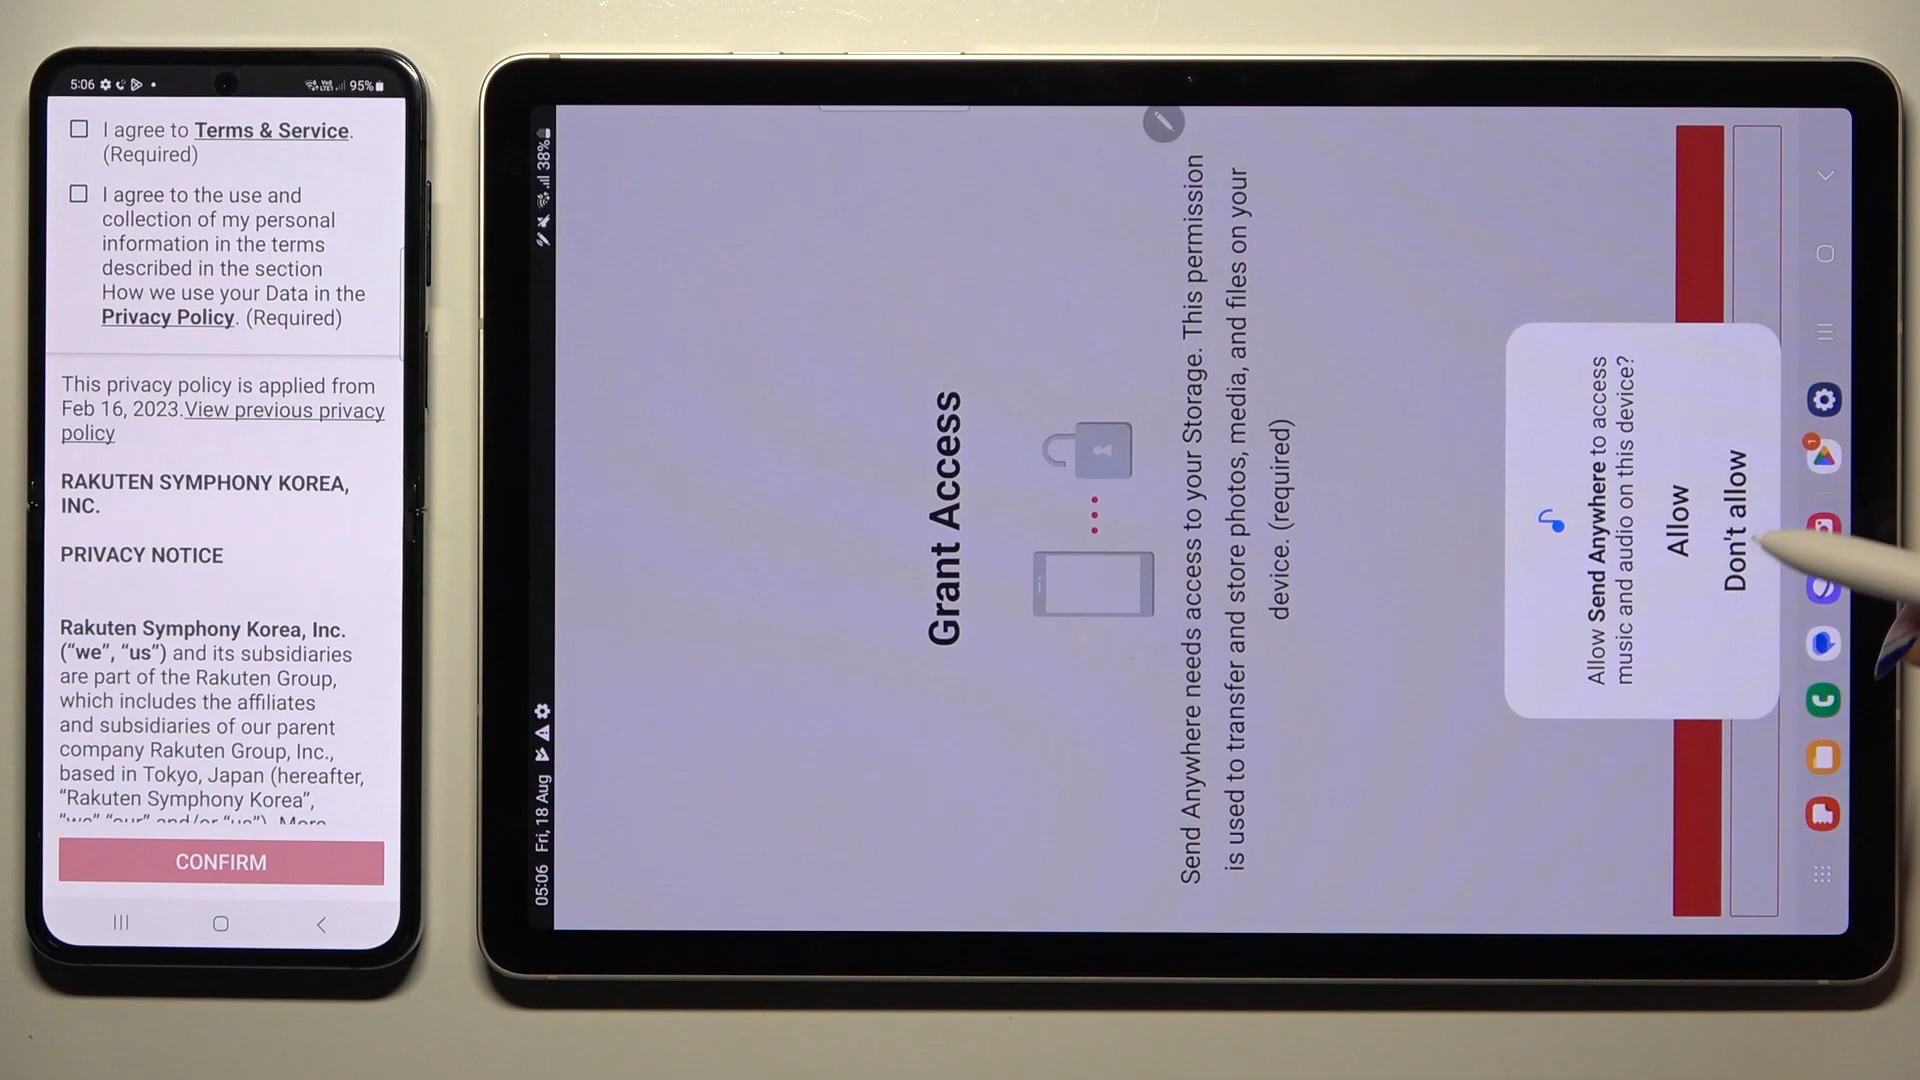 5:06
95%
I agree to Terms & Service.
(Required)
I agree to the use and
collection of my personal
information in the terms
described in the section
How we use your Data in the
Privacy Policy. (Required)
This privacy policy is applied from
Feb 16, 2023.View previous privacy
policy
RAKUTEN SYMPHONY KOREA,
INC.
PRIVACY NOTICE
Rakuten Symphony Korea, Inc.
(“we”, “us”) and its subsidiaries
are part of the Rakuten Group,
which includes the affiliates
and subsidiaries of our parent
company Rakuten Group, Inc.,
based in Tokyo, Japan (hereafter,
“Rakuten Symphony Korea”,
“we” “our” and/or “us”). More
CONFIRM
05:06 Fri, 18 Aug
38%
Grant Access
Send Anywhere needs access to your Storage. This permission
is used to transfer and store photos, media, and files on your
device. (required)
Allow Send Anywhere to access
music and audio on this device?
Allow
Don't allow
1